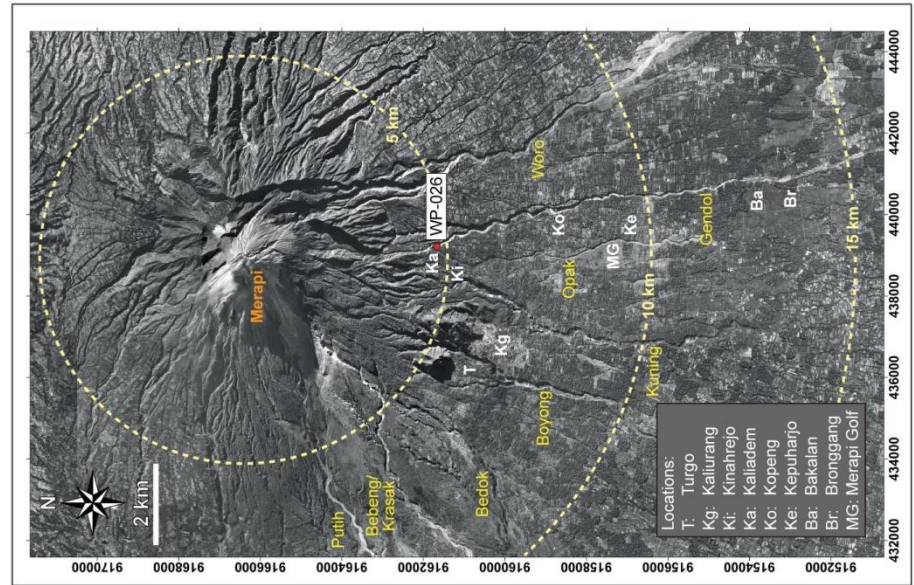 N
2 km
Merapi
5 km
Putih
Bebeng/
Krasak
Ka
WP-026
Ki
Bedok
T
Kg
Boyong
Opak
Ko
Woro
MG
Ke
10 km
Kuning
Gendol
Ba
Br
15 km
Locations:
T: Turgo
Kg: Kaliurang
Ki: Kinahrejo
Ka: Kaliadem
Ko: Kopeng
Ke: Kepuharjo
Ba: Bakalan
Br: Bronggang
MG: Merapi Golf
9170000
9168000
9166000
9164000
9162000
9160000
9158000
9156000
9154000
9152000
432000
434000
436000
438000
440000
442000
444000